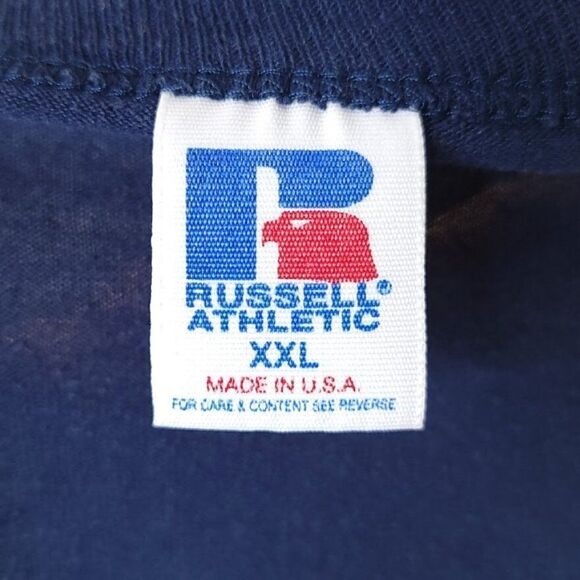 R
RUSSELL®
ATHLETIC
XXL
MADE IN U.S.A.
FOR CARE & CONTENT SEE REVERSE